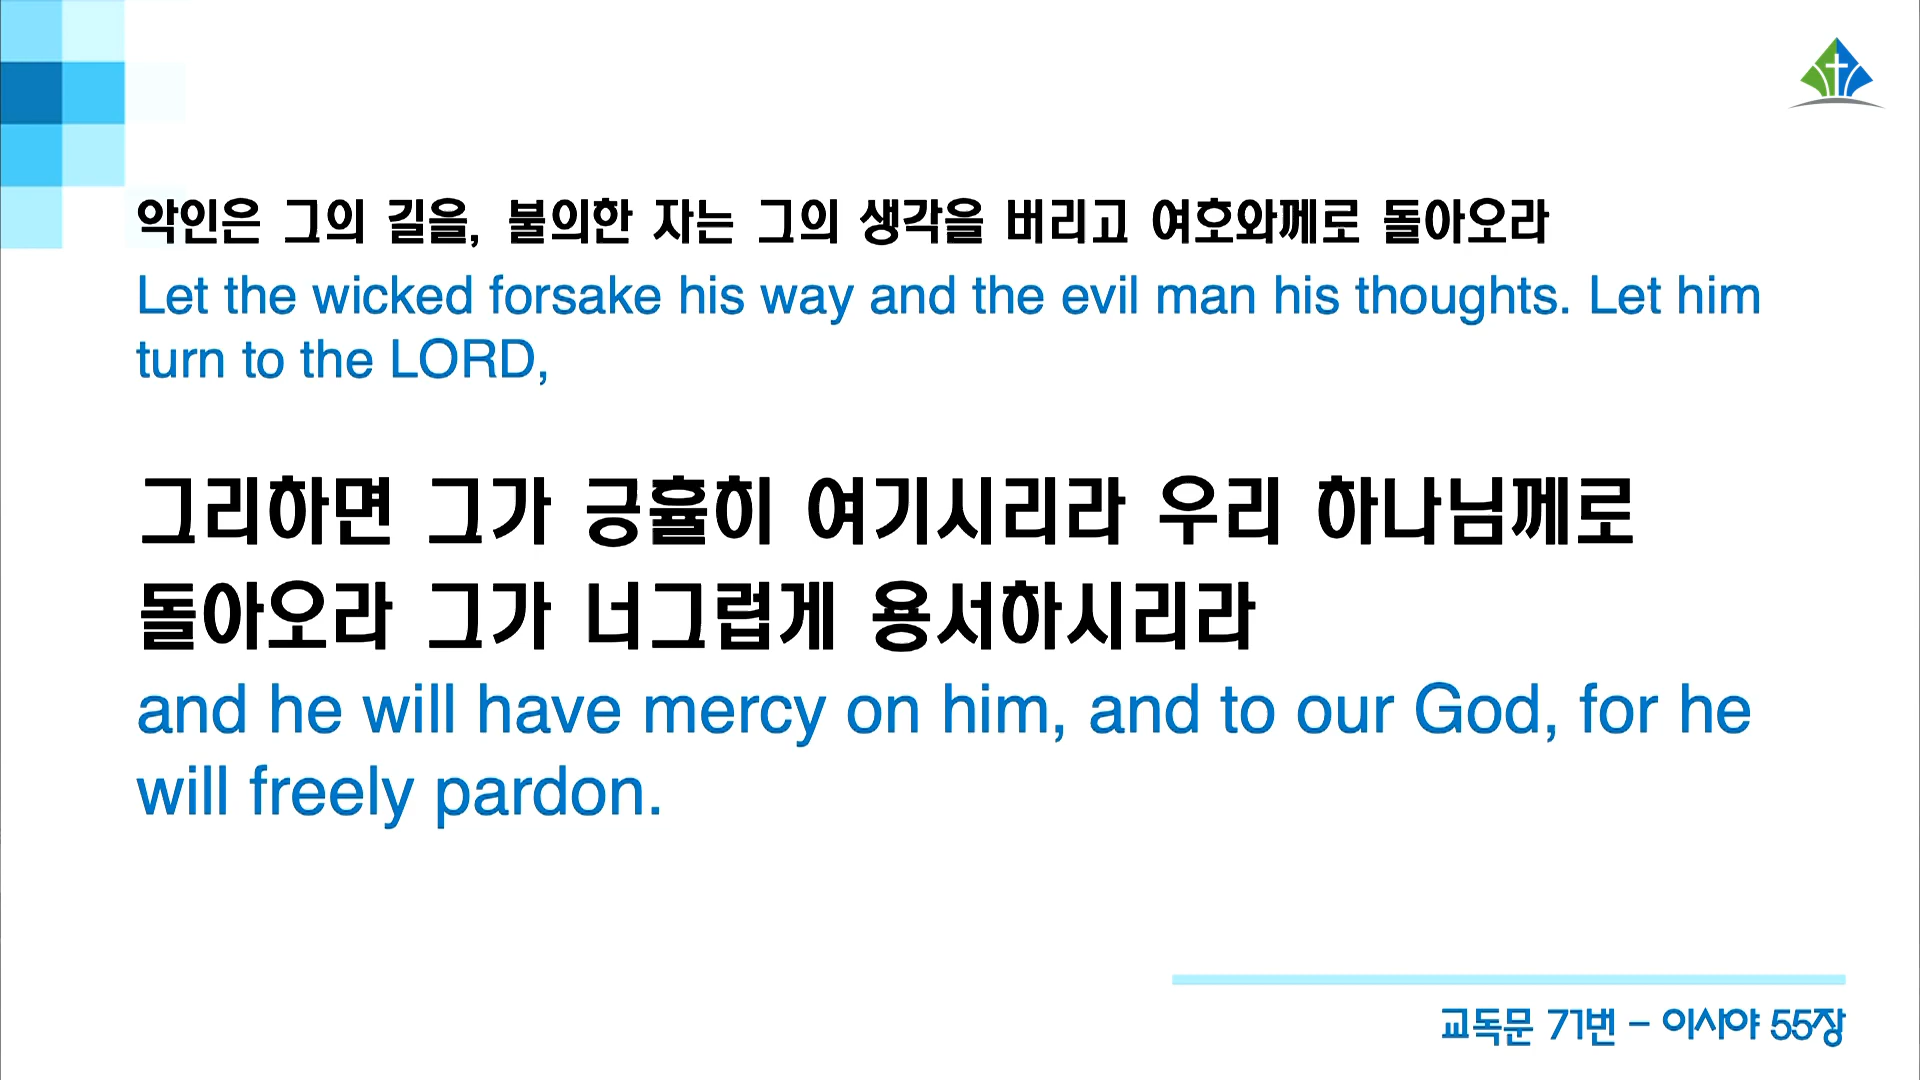 악인은 그의 길을, 불의한 자는 그의 생각을 버리고 여호와께로 돌아오라
Let the wicked forsake his way and the evil man his thoughts. Let him
turn to the LORD,
그리하면 그가 긍휼히 여기시리라 우리 하나님께로
돌아오라 그가 너그럽게 용서하시리라
and he will have mercy on him, and to our God, for he
will freely pardon.
교독문 71번 – 이사야 55장